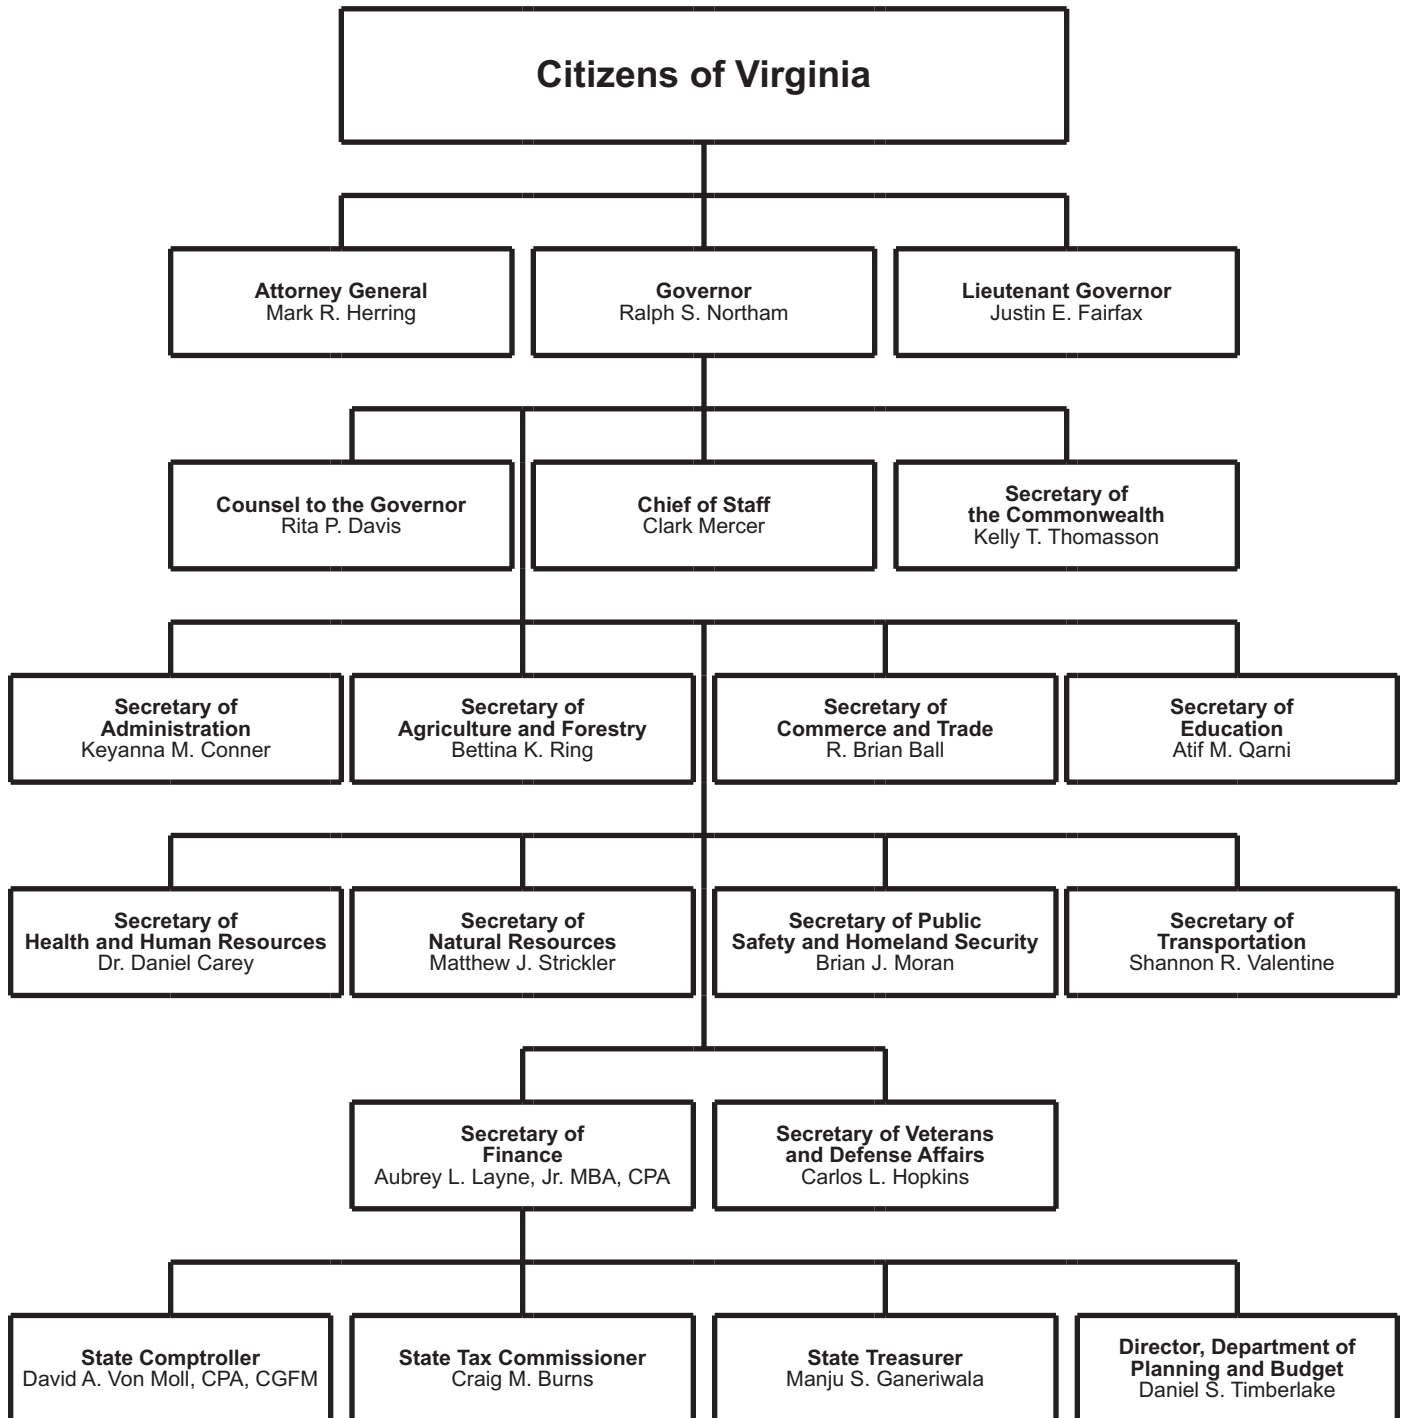 Citizens of Virginia
Attorney General
Mark R. Herring
Governor
Ralph S. Northam
Lieutenant Governor
Justin E. Fairfax
Counsel to the Governor
Rita P. Davis
Chief of Staff
Clark Mercer
Secretary of
the Commonwealth
Kelly T. Thomasson
Secretary of
Administration
Keyanna M. Conner
Secretary of
Agriculture and Forestry
Bettina K. Ring
Secretary of
Commerce and Trade
R. Brian Ball
Secretary of
Education
Atif M. Qarni
Secretary of
Health and Human Resources
Dr. Daniel Carey
Secretary of
Natural Resources
Matthew J. Strickler
Secretary of Public
Safety and Homeland Security
Brian J. Moran
Secretary of
Transportation
Shannon R. Valentine
Secretary of
Finance
Aubrey L. Layne, Jr. MBA, CPA
Secretary of Veterans
and Defense Affairs
Carlos L. Hopkins
State Comptroller
David A. Von Moll, CPA, CGFM
State Tax Commissioner
Craig M. Burns
State Treasurer
Manju S. Ganeriwala
Director, Department of
Planning and Budget
Daniel S. Timberlake